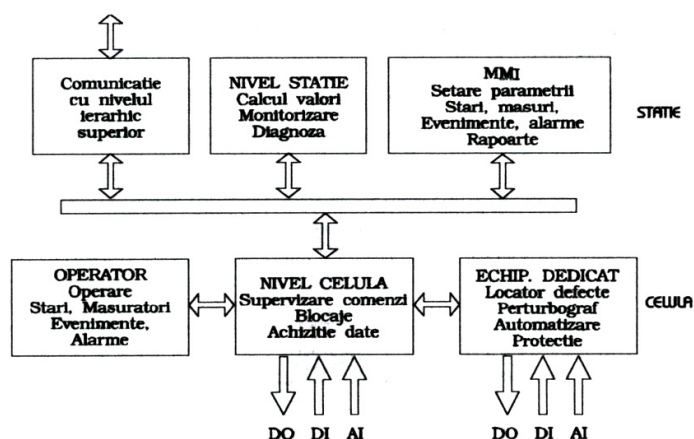 Comunicatie
cu nivelul
ierarhic
superior
NIVEL STATIE
Calcul valori
Monitorizare
Diagnoza
MMI
Setare parametrii
Stari, masuri,
Evenimente, alarme
Rapoarte
STATIE
OPERATOR
Operare
Stari, Masuratori
Evenimente,
Alarme
NIVEL CELULA
Supervizare comenzi
Blocaje
Achizitie date
ECHIP. DEDICAT
Locator defecte
Perturbograf
Automatizare
Protectie
CELULA
DO DI AI
DO DI AI